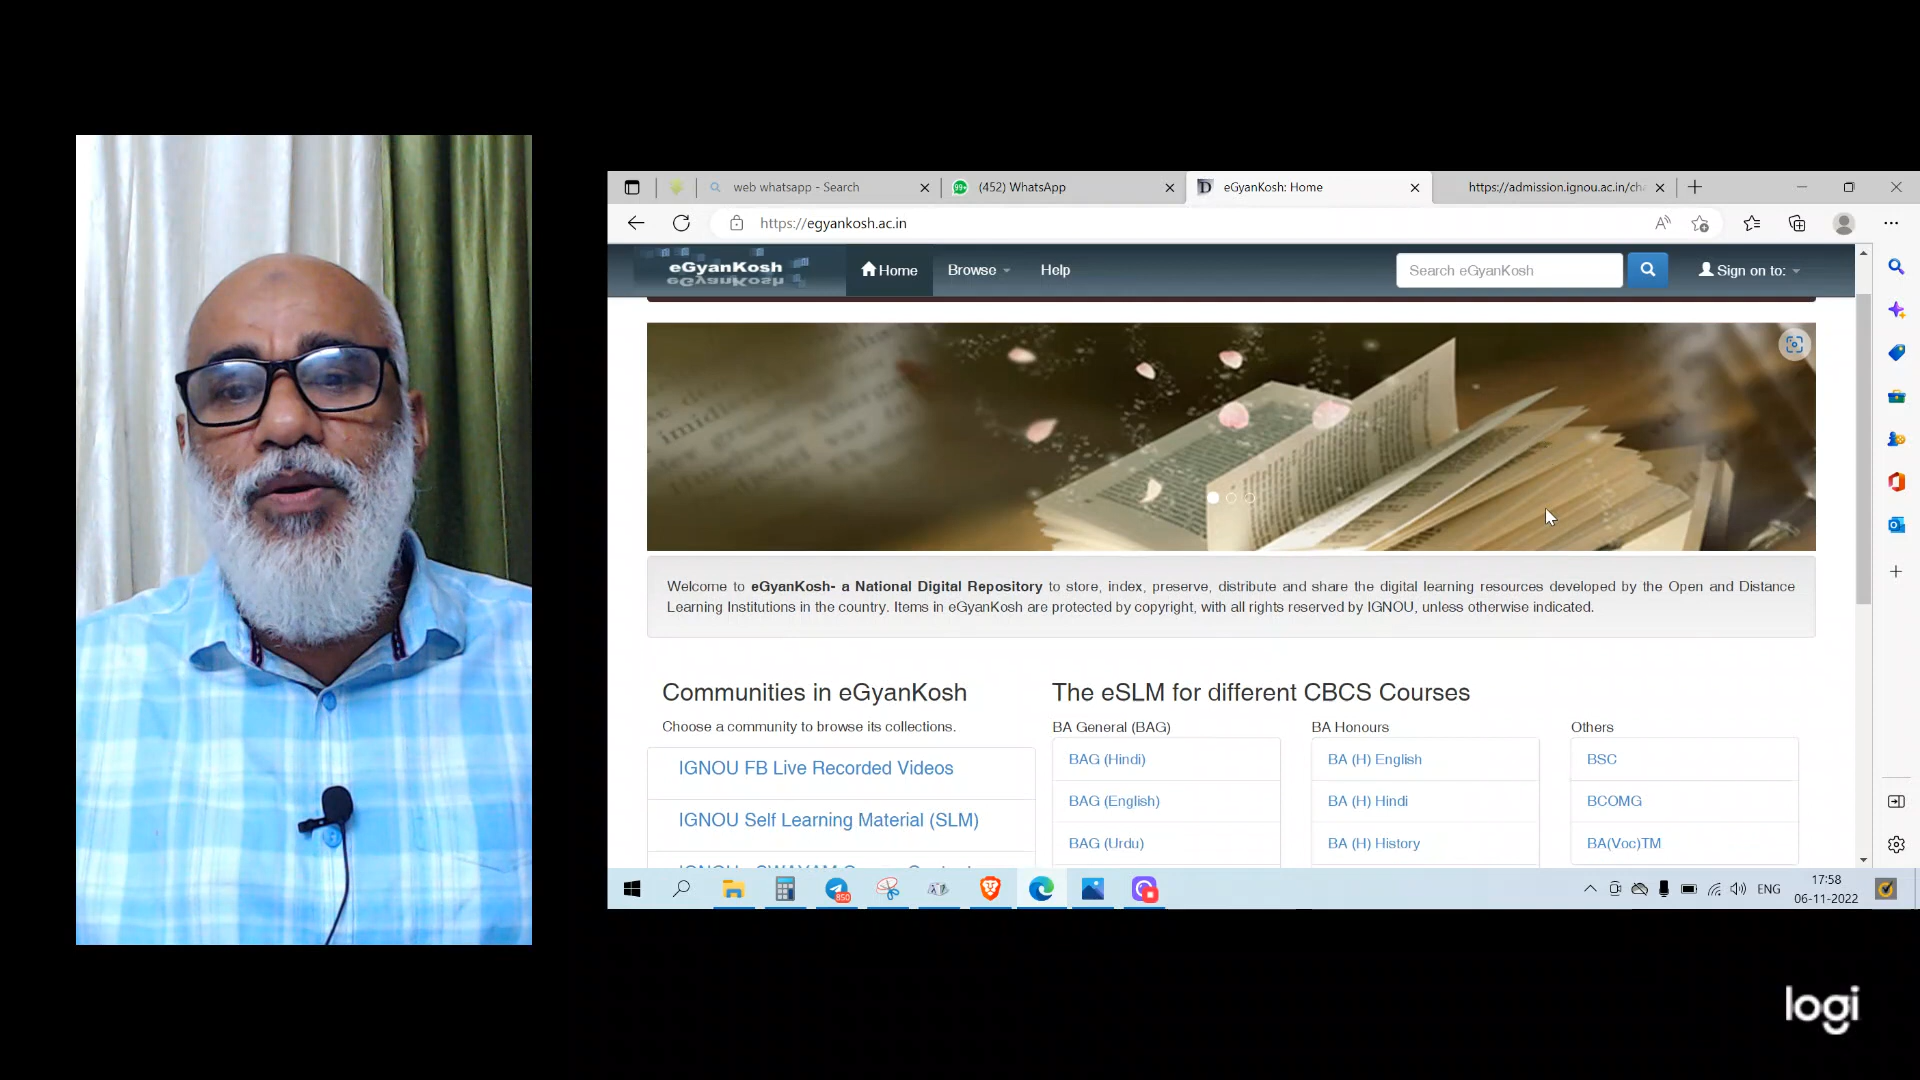 web whatsapp - Search
(452) WhatsApp
eGyanKosh: Home
https://admission.ignou.ac.in/cha
https://egyankosh.ac.in
eGyanKosh
Home
Browse
Help
Search eGyanKosh
Sign on to:
Welcome to eGyanKosh- a National Digital Repository to store, index, preserve, distribute and share the digital learning resources developed by the Open and Distance
Learning Institutions in the country. Items in eGyanKosh are protected by copyright, with all rights reserved by IGNOU, unless otherwise indicated.
Communities in eGyanKosh
Choose a community to browse its collections.
IGNOU FB Live Recorded Videos
IGNOU Self Learning Material (SLM)
The eSLM for different CBCS Courses
BA General (BAG)
BAG (Hindi)
BAG (English)
BAG (Urdu)
BA Honours
BA (H) English
BA (H) Hindi
BA (H) History
Others
BSC
BCOMG
BA(Voc)TM
850
ENG
17:58
06-11-2022
logi